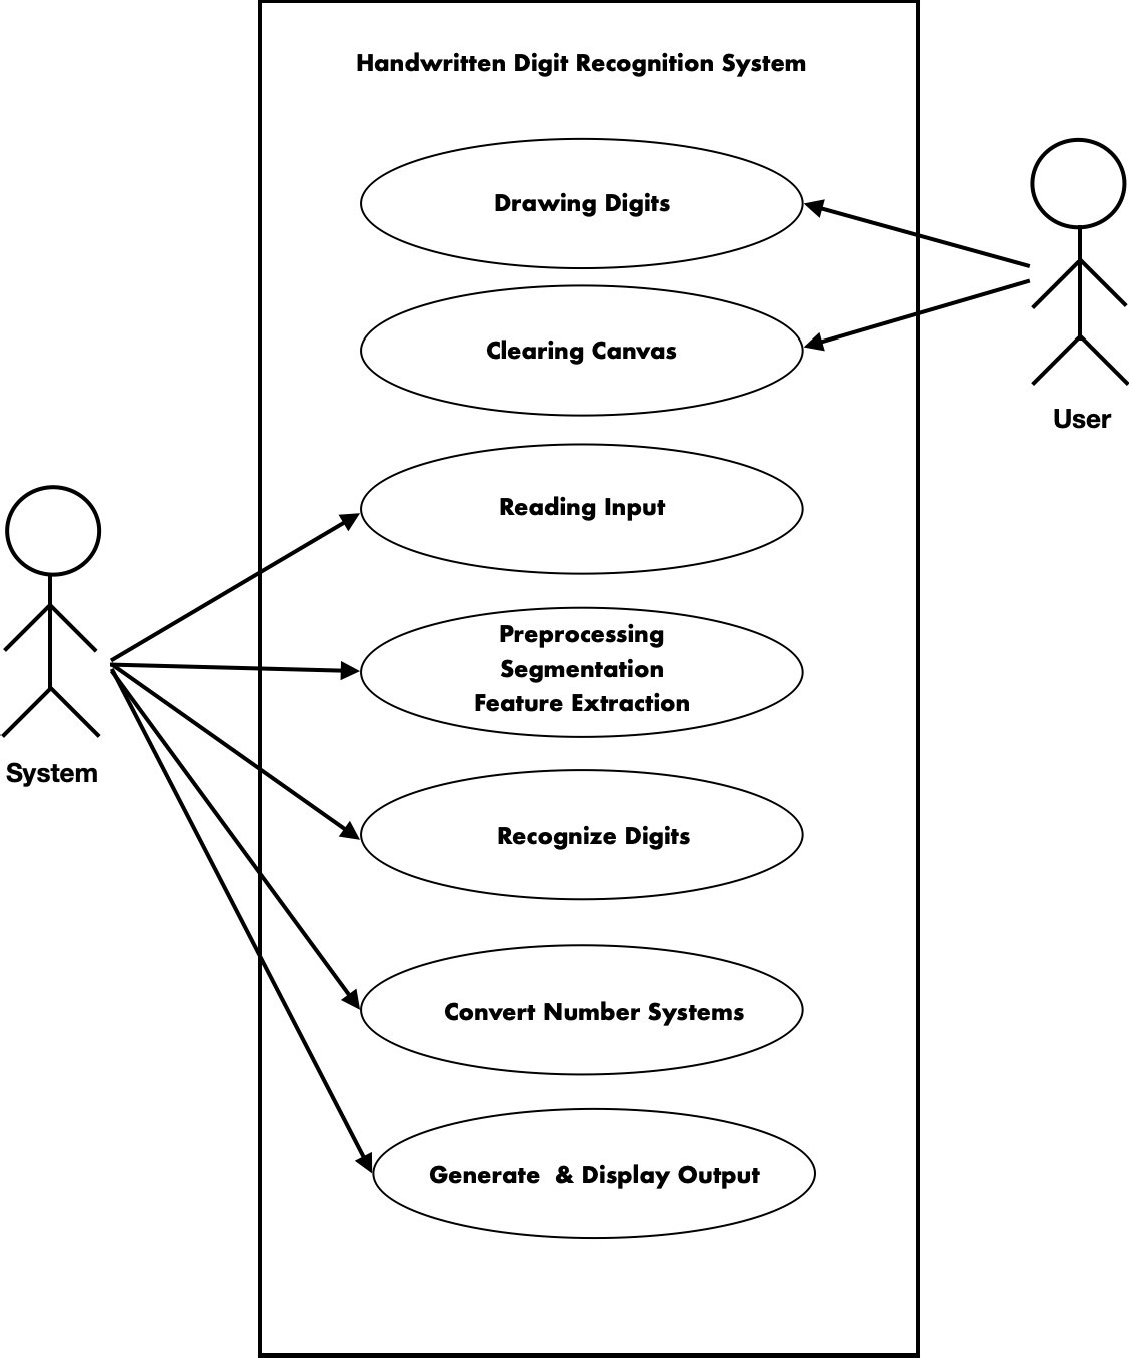 Handwritten Digit Recognition System
Drawing Digits
Clearing Canvas
User
Reading Input
Preprocessing
Segmentation
Feature Extraction
System
Recognize Digits
Convert Number Systems
Generate & Display Output